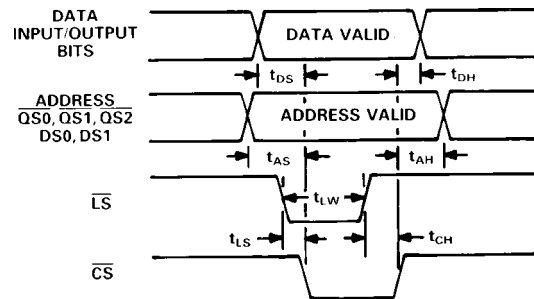 DATA
INPUT/OUTPUT
BITS
DATA VALID
tDS
tDH
ADDRESS
QS0, QS1, QS2
DS0, DS1
ADDRESS VALID
tAS
tAH
LS
tLW
tLS
tCH
CS